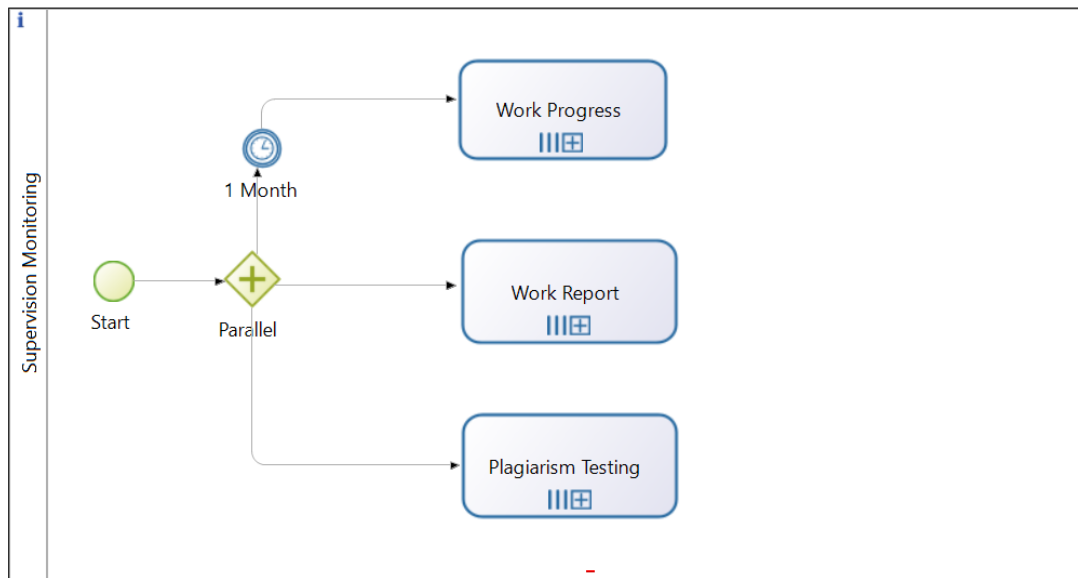 i
Supervision Monitoring
Work Progress
1 Month
Work Report
Start
Parallel
Plagiarism Testing